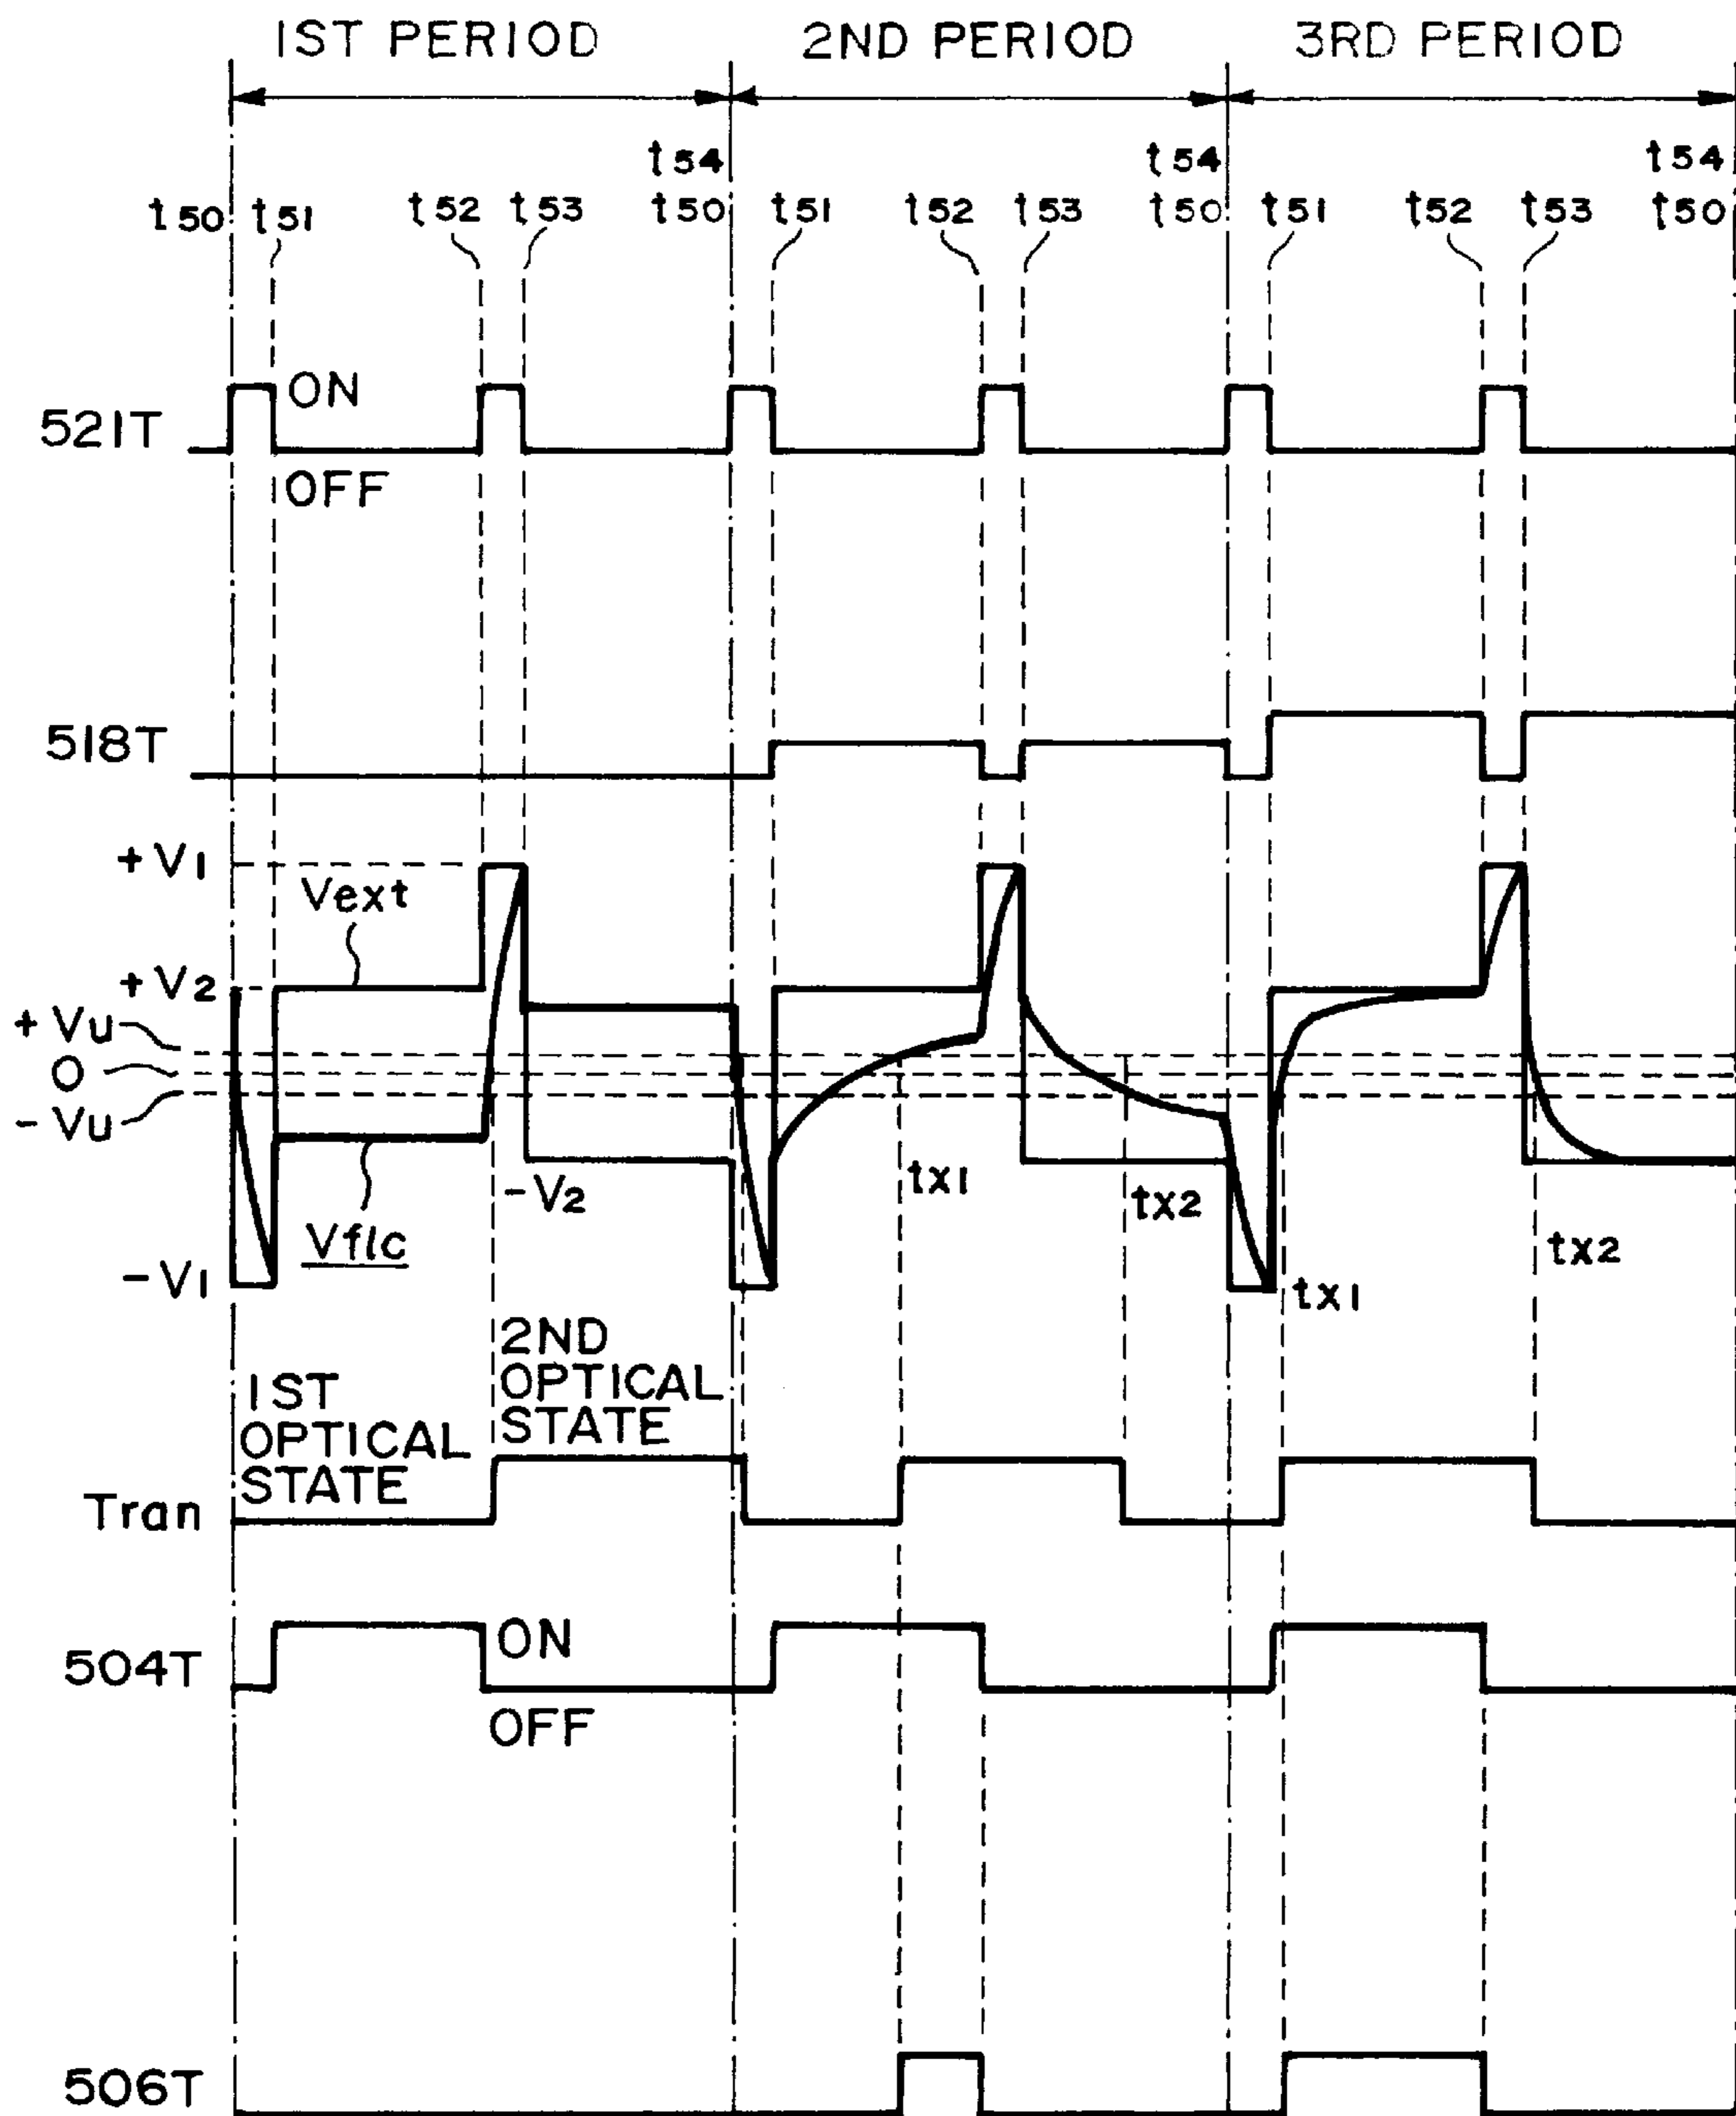 1ST PERIOD 2ND PERIOD 3RD PERIOD
t54 t54 t54
t50 t51 t52 t53 t50 t51 t52 t53 t50 t51 t52 t53 t50
ON
521T
OFF
518T
+V1
Vext
+V2
+Vu
0
-Vu
tx1
-V2 tx2
Vflc
tx2
-V1
tx1
2ND
OPTICAL
STATE
1ST
OPTICAL
STATE
Tran
ON
504T
OFF
506T